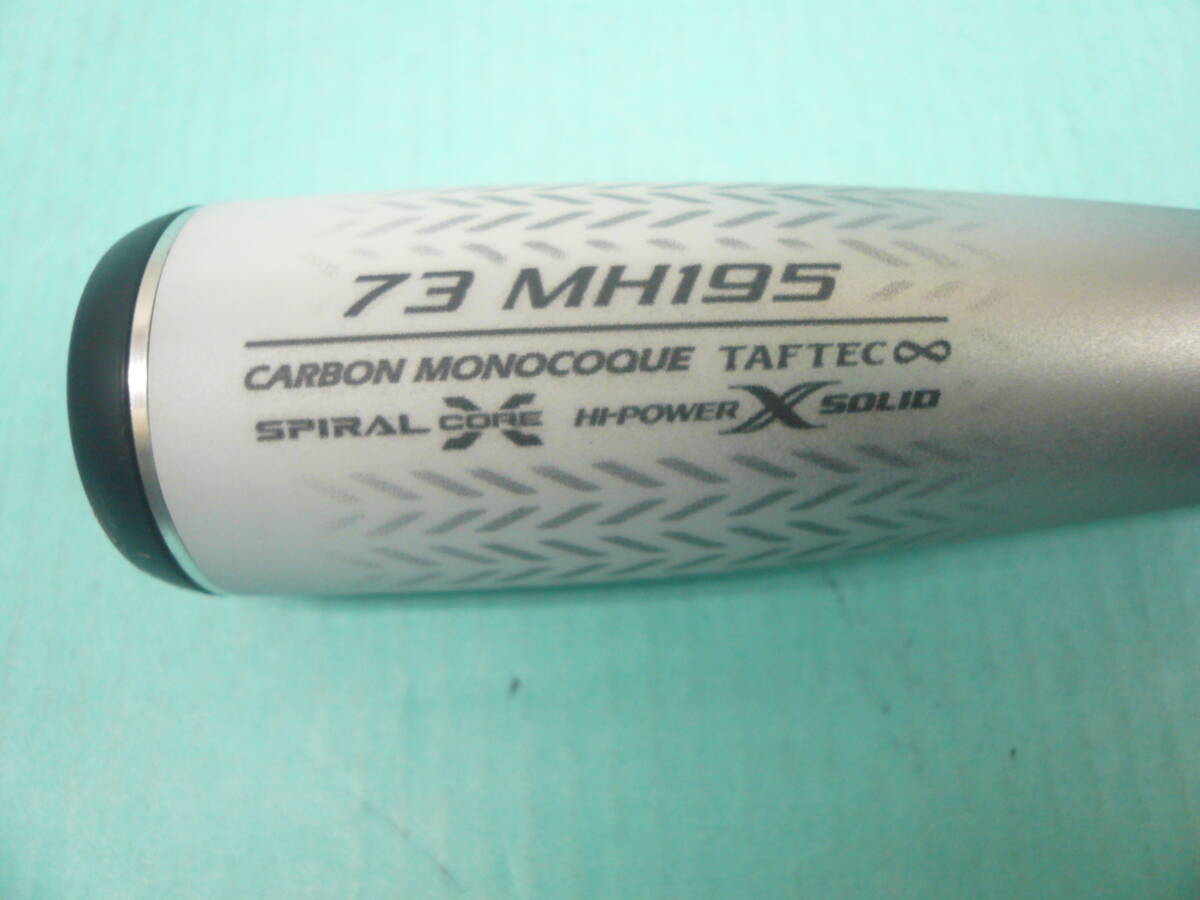 73 MH195
CARBON MONOCOQUE TAFTEC∞
SPIRAL CORE HI-POWER X SOLID